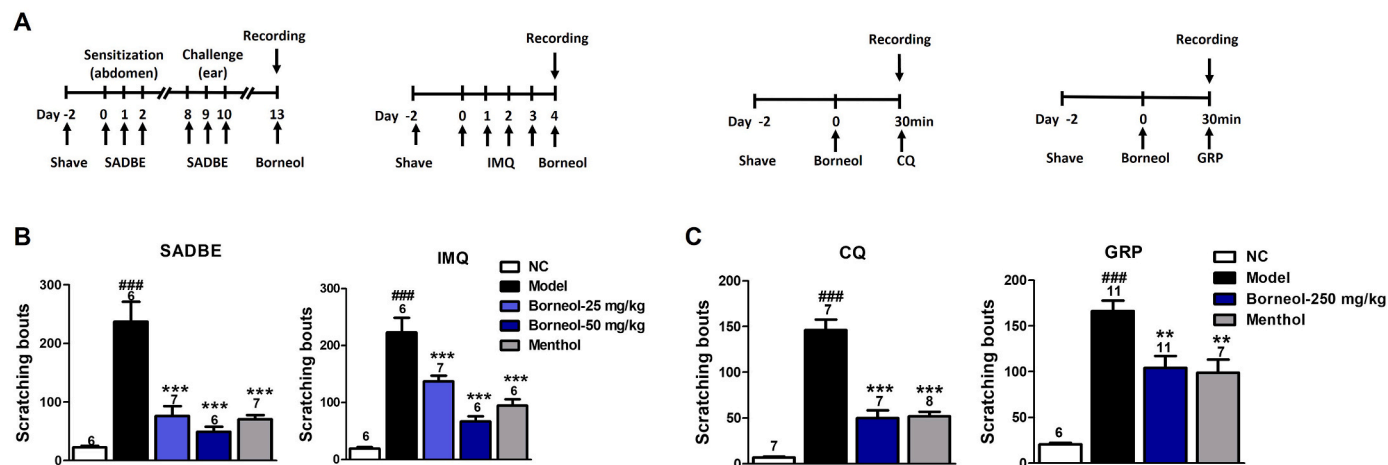 A
Recording
Sensitization
(abdomen)
Challenge
(ear)
Day -2 0 1 2 8 9 10 13
Shave SADBE SADBE Borneol
Recording
Day -2 0 1 2 3 4
Shave IMQ Borneol
Recording
Day -2 0 30min
Shave Borneol CQ
Recording
Day -2 0 30min
Shave Borneol GRP
B
SADBE
Scratching bouts
300
200
100
0
6
###
6
***
7
***
6
***
7
IMQ
Scratching bouts
300
200
100
0
6
###
6
***
7
***
6
***
6
NC
Model
Borneol-25 mg/kg
Borneol-50 mg/kg
Menthol
C
CQ
Scratching bouts
200
150
100
50
0
7
###
7
***
7
***
8
GRP
Scratching bouts
200
150
100
50
0
6
###
11
**
11
**
7
NC
Model
Borneol-250 mg/kg
Menthol